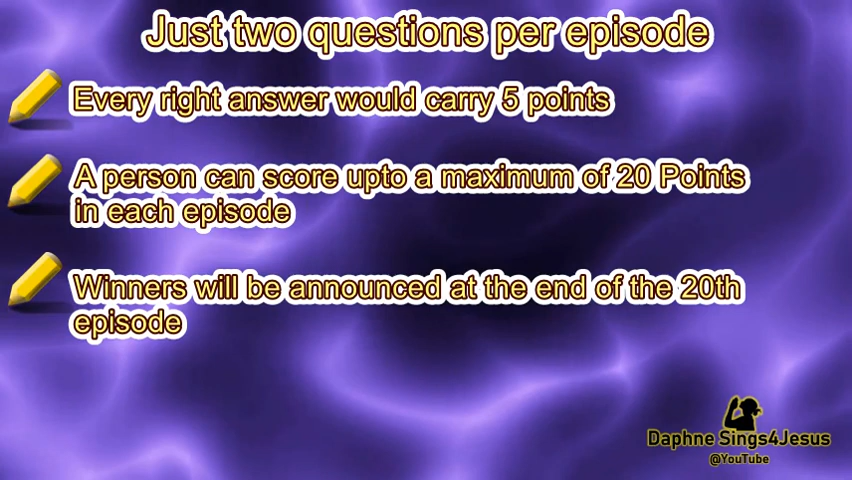 Just two questions per episode
Every right answer would carry 5 points
A person can score upto a maximum of 20 Points
in each episode
Winners will be announced at the end of the 20th
episode
Daphne Sings4Jesus
@YouTube